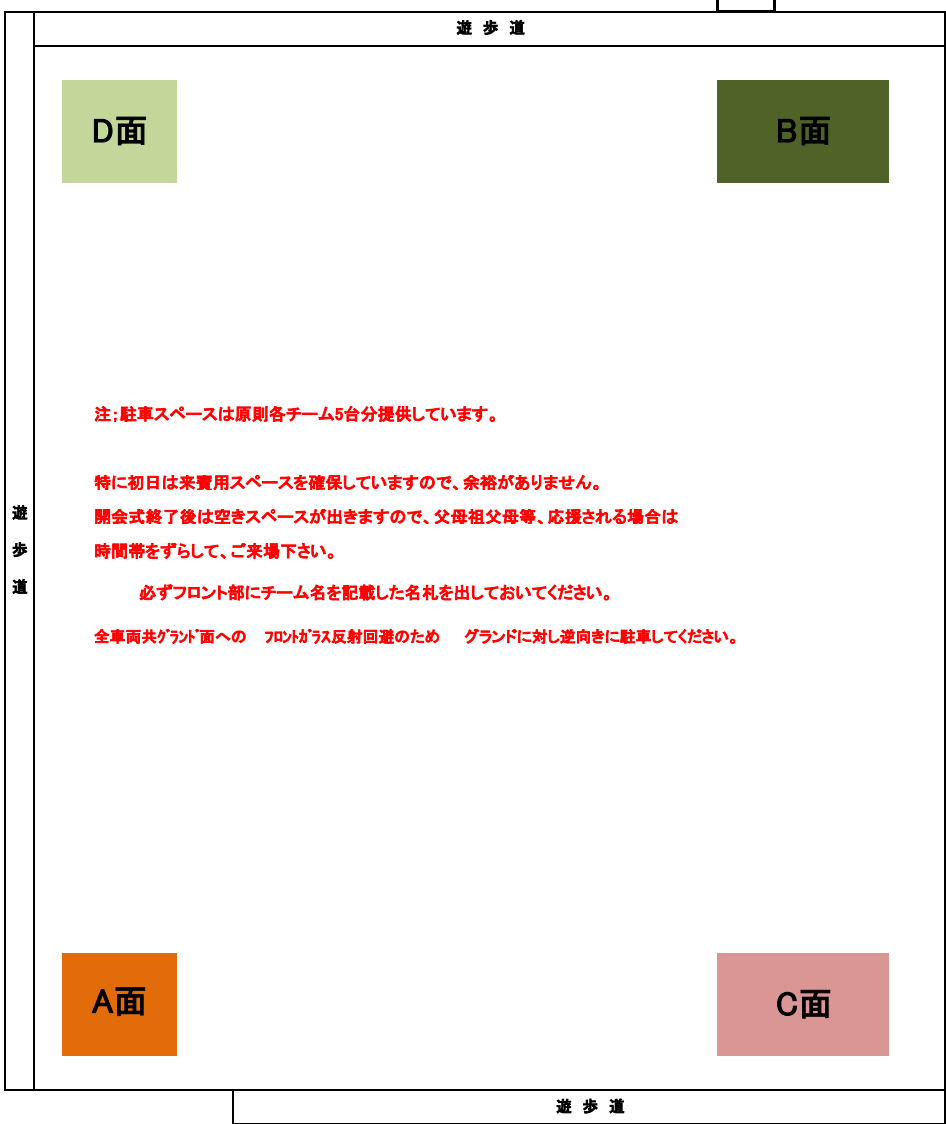 遊 歩 道
D面
B面
注;駐車スペースは原則各チーム5台分提供しています。
特に初日は来賓用スペースを確保していますので、余裕がありません。
開会式終了後は空きスペースが出きますので、父母祖父母等、応援される場合は
時間帯をずらして、ご来場下さい。
必ずフロント部にチーム名を記載した名札を出しておいてください。
全車両共グランド面への フロントガラス反射回避のため グランドに対し逆向きに駐車してください。
遊
歩
道
A面
C面
遊 歩 道